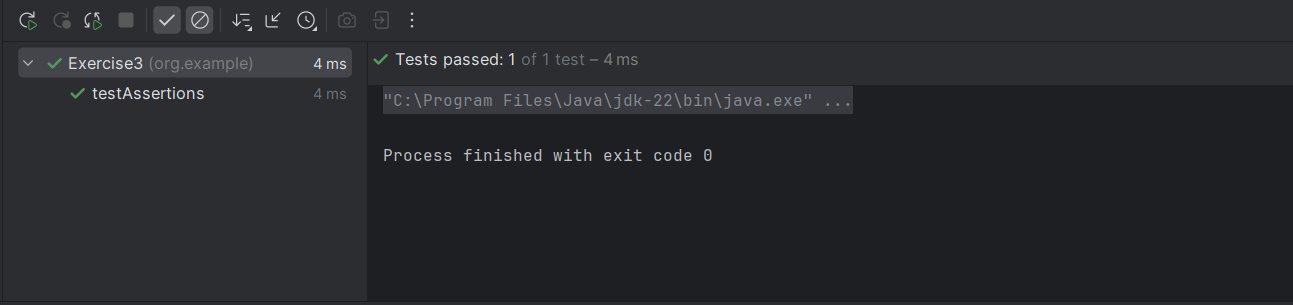 Exercise3 (org.example) 4 ms
testAssertions 4 ms
Tests passed: 1 of 1 test – 4 ms
"C:\Program Files\Java\jdk-22\bin\java.exe" ...
Process finished with exit code 0